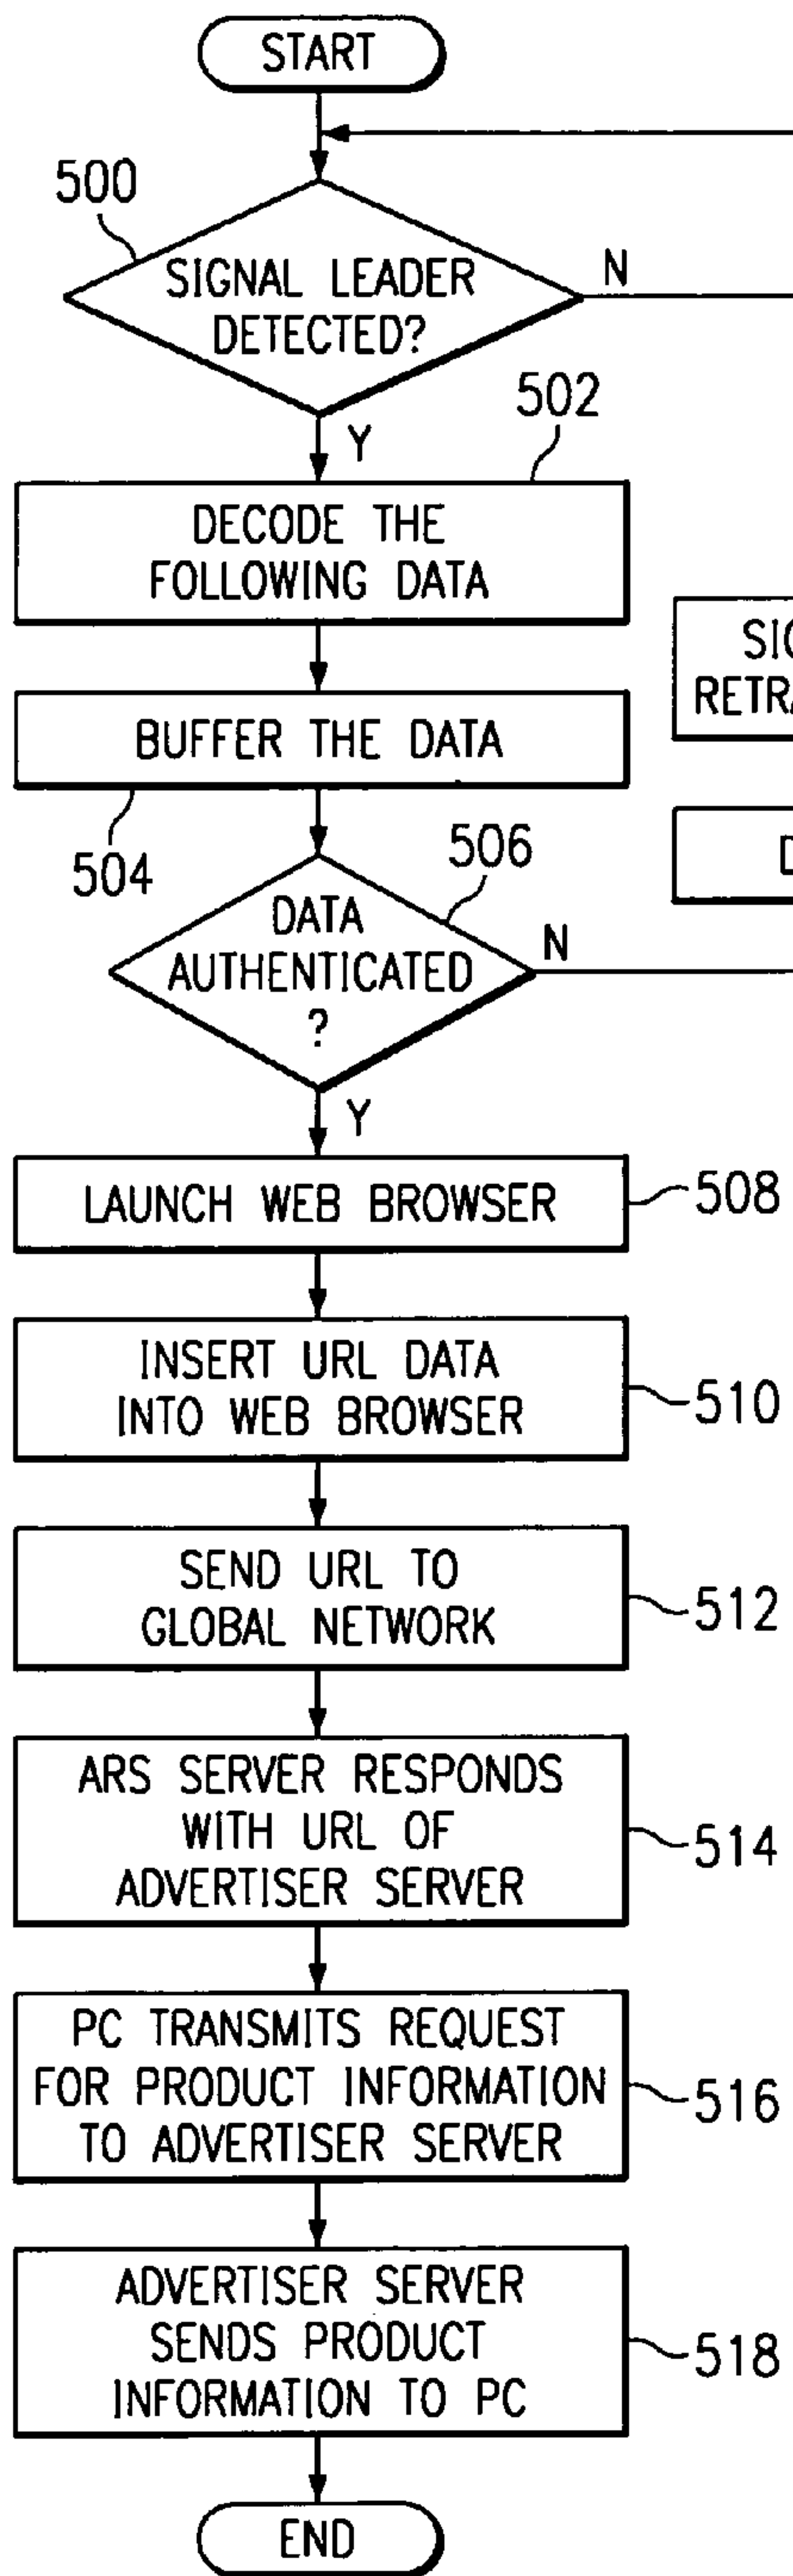 START
500
SIGNAL LEADER
DETECTED?
N
Y
502
DECODE THE
FOLLOWING DATA
BUFFER THE DATA
504
506
DATA
AUTHENTICATED
?
N
Y
LAUNCH WEB BROWSER
508
INSERT URL DATA
INTO WEB BROWSER
510
SEND URL TO
GLOBAL NETWORK
512
ARS SERVER RESPONDS
WITH URL OF
ADVERTISER SERVER
514
PC TRANSMITS REQUEST
FOR PRODUCT INFORMATION
TO ADVERTISER SERVER
516
ADVERTISER SERVER
SENDS PRODUCT
INFORMATION TO PC
518
END